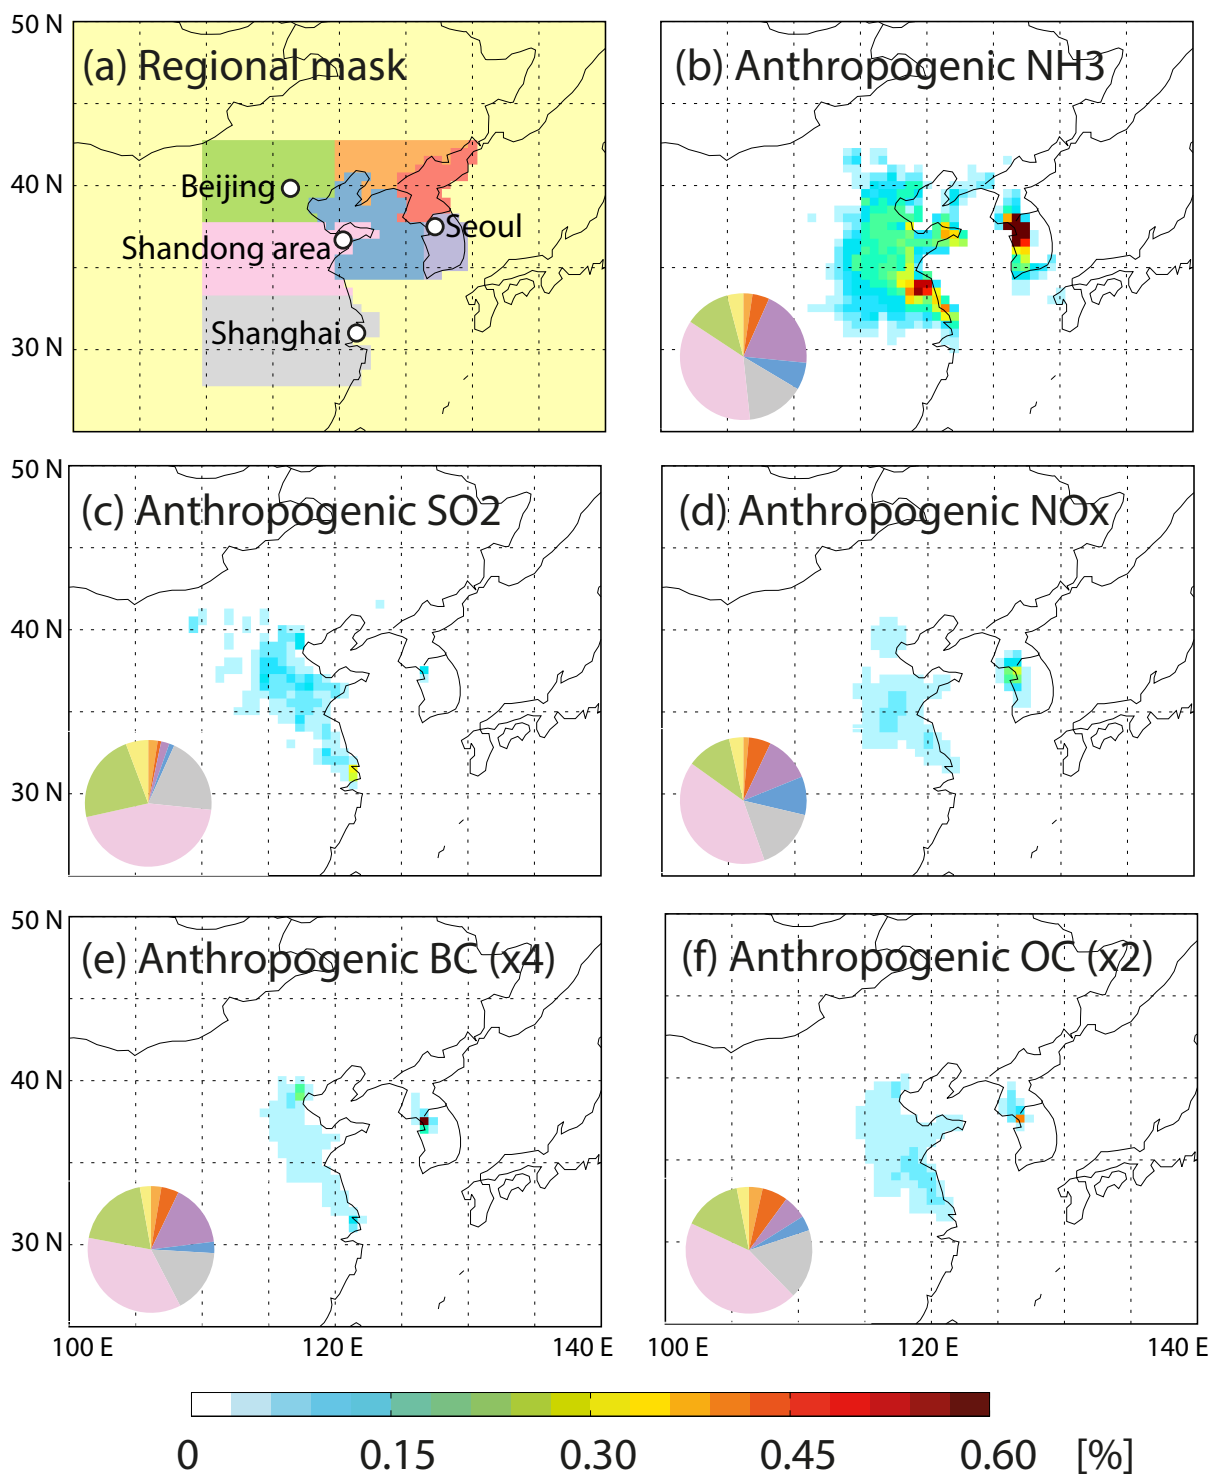 50 N
(a) Regional mask
(b) Anthropogenic NH3
40 N
Beijing
Seoul
Shandong area
30 N
Shanghai
50 N
(c) Anthropogenic SO2
(d) Anthropogenic NOx
40 N
30 N
50 N
(e) Anthropogenic BC (x4)
(f) Anthropogenic OC (x2)
40 N
30 N
100 E 120 E 140 E 100 E 120 E 140 E
0 0.15 0.30 0.45 0.60 [%]